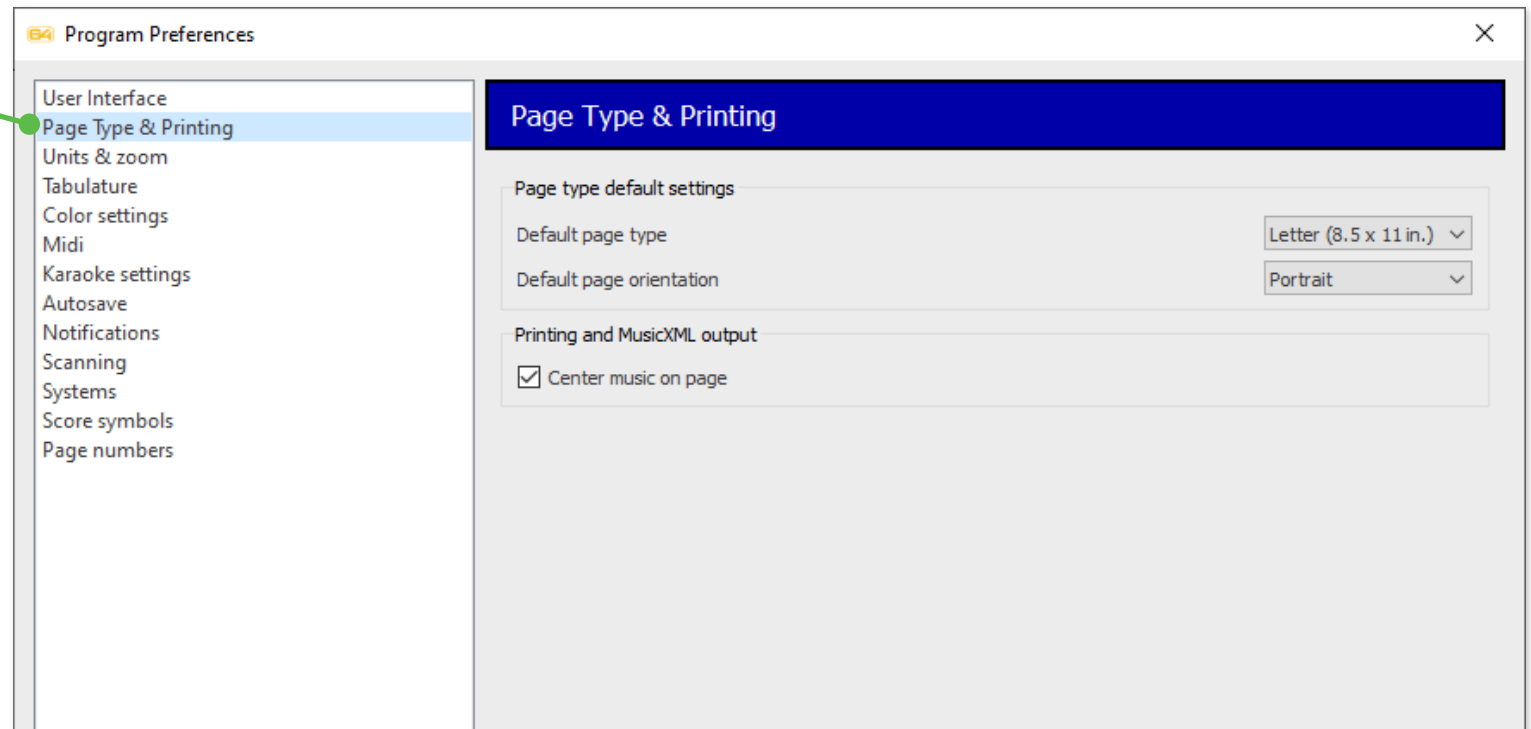 64 Program Preferences
User Interface
Page Type & Printing
Units & zoom
Tabulature
Color settings
Midi
Karaoke settings
Autosave
Notifications
Scanning
Systems
Score symbols
Page numbers
Page Type & Printing
Page type default settings
Default page type Letter (8.5 x 11 in.)
Default page orientation Portrait
Printing and MusicXML output
Center music on page